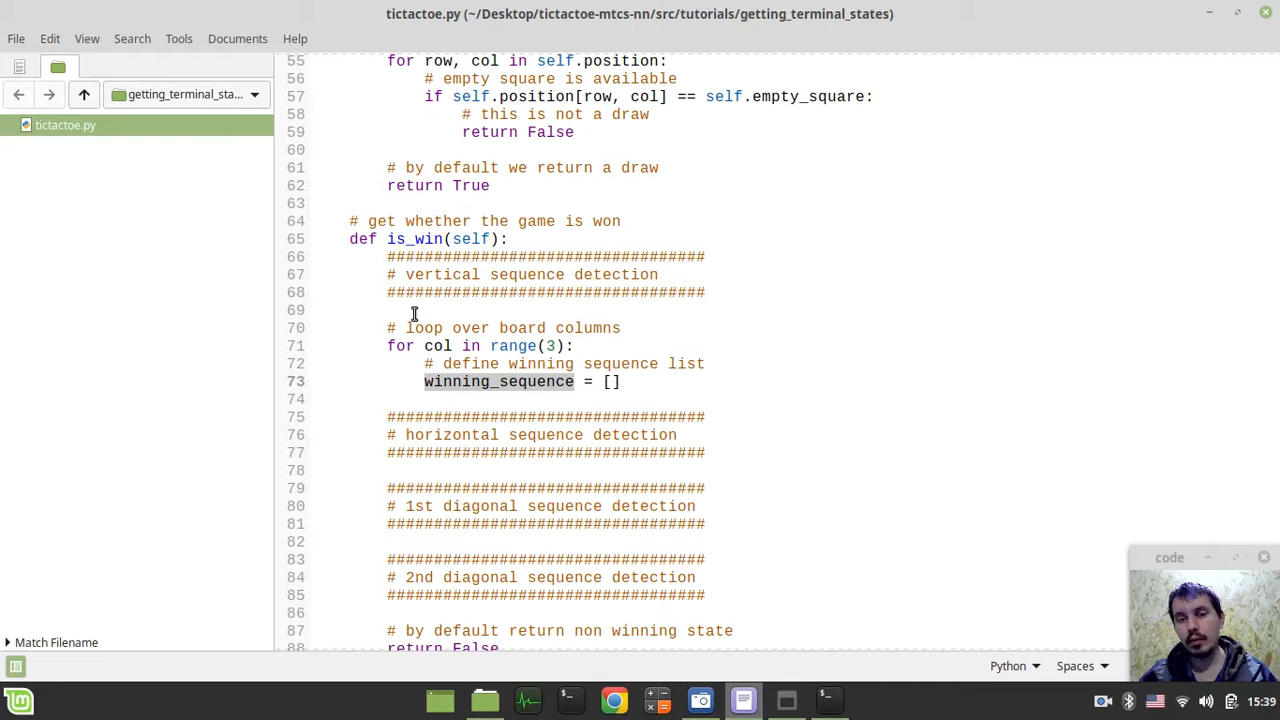 tictactoe.py (~/Desktop/tictactoe-mtcs-nn/src/tutorials/getting_terminal_states)
File Edit View Search Tools Documents Help
getting_terminal_sta...
tictactoe.py
55 for row, col in self.position:
56 # empty square is available
57 if self.position[row, col] == self.empty_square:
58 # this is not a draw
59 return False
60
61 # by default we return a draw
62 return True
63
64 # get whether the game is won
65 def is_win(self):
66 ##################################
67 # vertical sequence detection
68 ##################################
69
70 # loop over board columns
71 for col in range(3):
72 # define winning sequence list
73 winning_sequence = []
74
75 ##################################
76 # horizontal sequence detection
77 ##################################
78
79 ##################################
80 # 1st diagonal sequence detection
81 ##################################
82
83 ##################################
84 # 2nd diagonal sequence detection
85 ##################################
86
87 # by default return non winning state
88 return False
Match Filename
code
Python Spaces
15:39